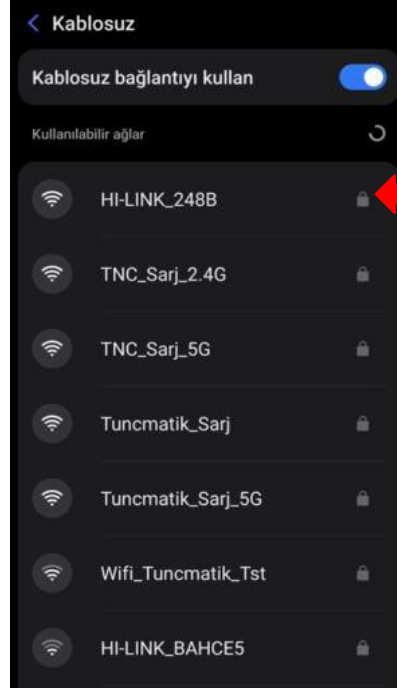 Kablosuz
Kablosuz bağlantıyı kullan
Kullanılabilir ağlar
HI-LINK_248B
TNC_Sarj_2.4G
TNC_Sarj_5G
Tuncmatik_Sarj
Tuncmatik_Sarj_5G
Wifi_Tuncmatik_Tst
HI-LINK_BAHCE5